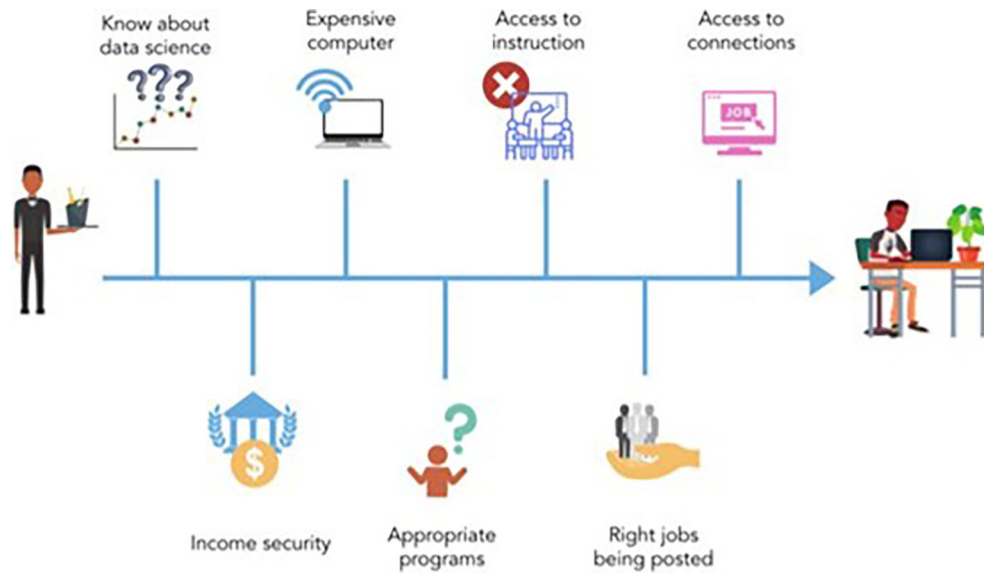 Know about
data science
Expensive
computer
Access to
instruction
Access to
connections
???
JOB
$
?
Income security
Appropriate
programs
Right jobs
being posted